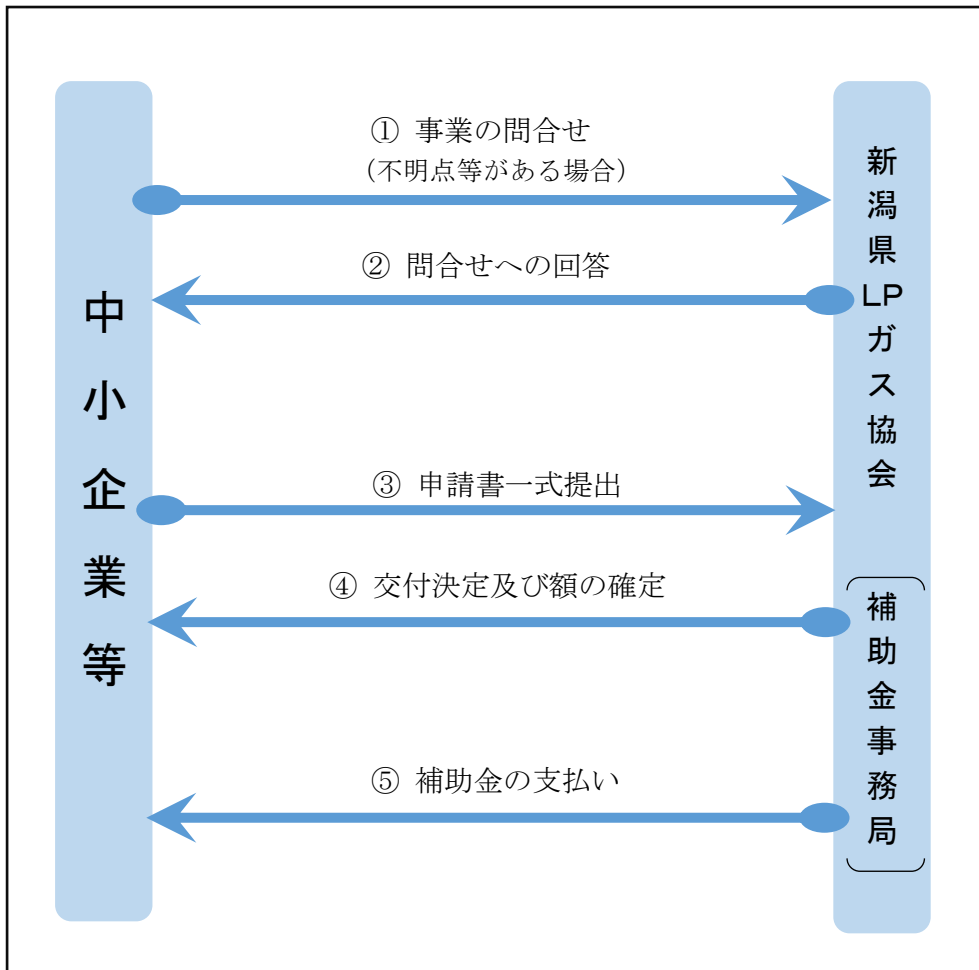 中小企業等
① 事業の問合せ
（不明点等がある場合）
② 問合せへの回答
③ 申請書一式提出
④ 交付決定及び額の確定
⑤ 補助金の支払い
新潟県LPガス協会
（補助金事務局）